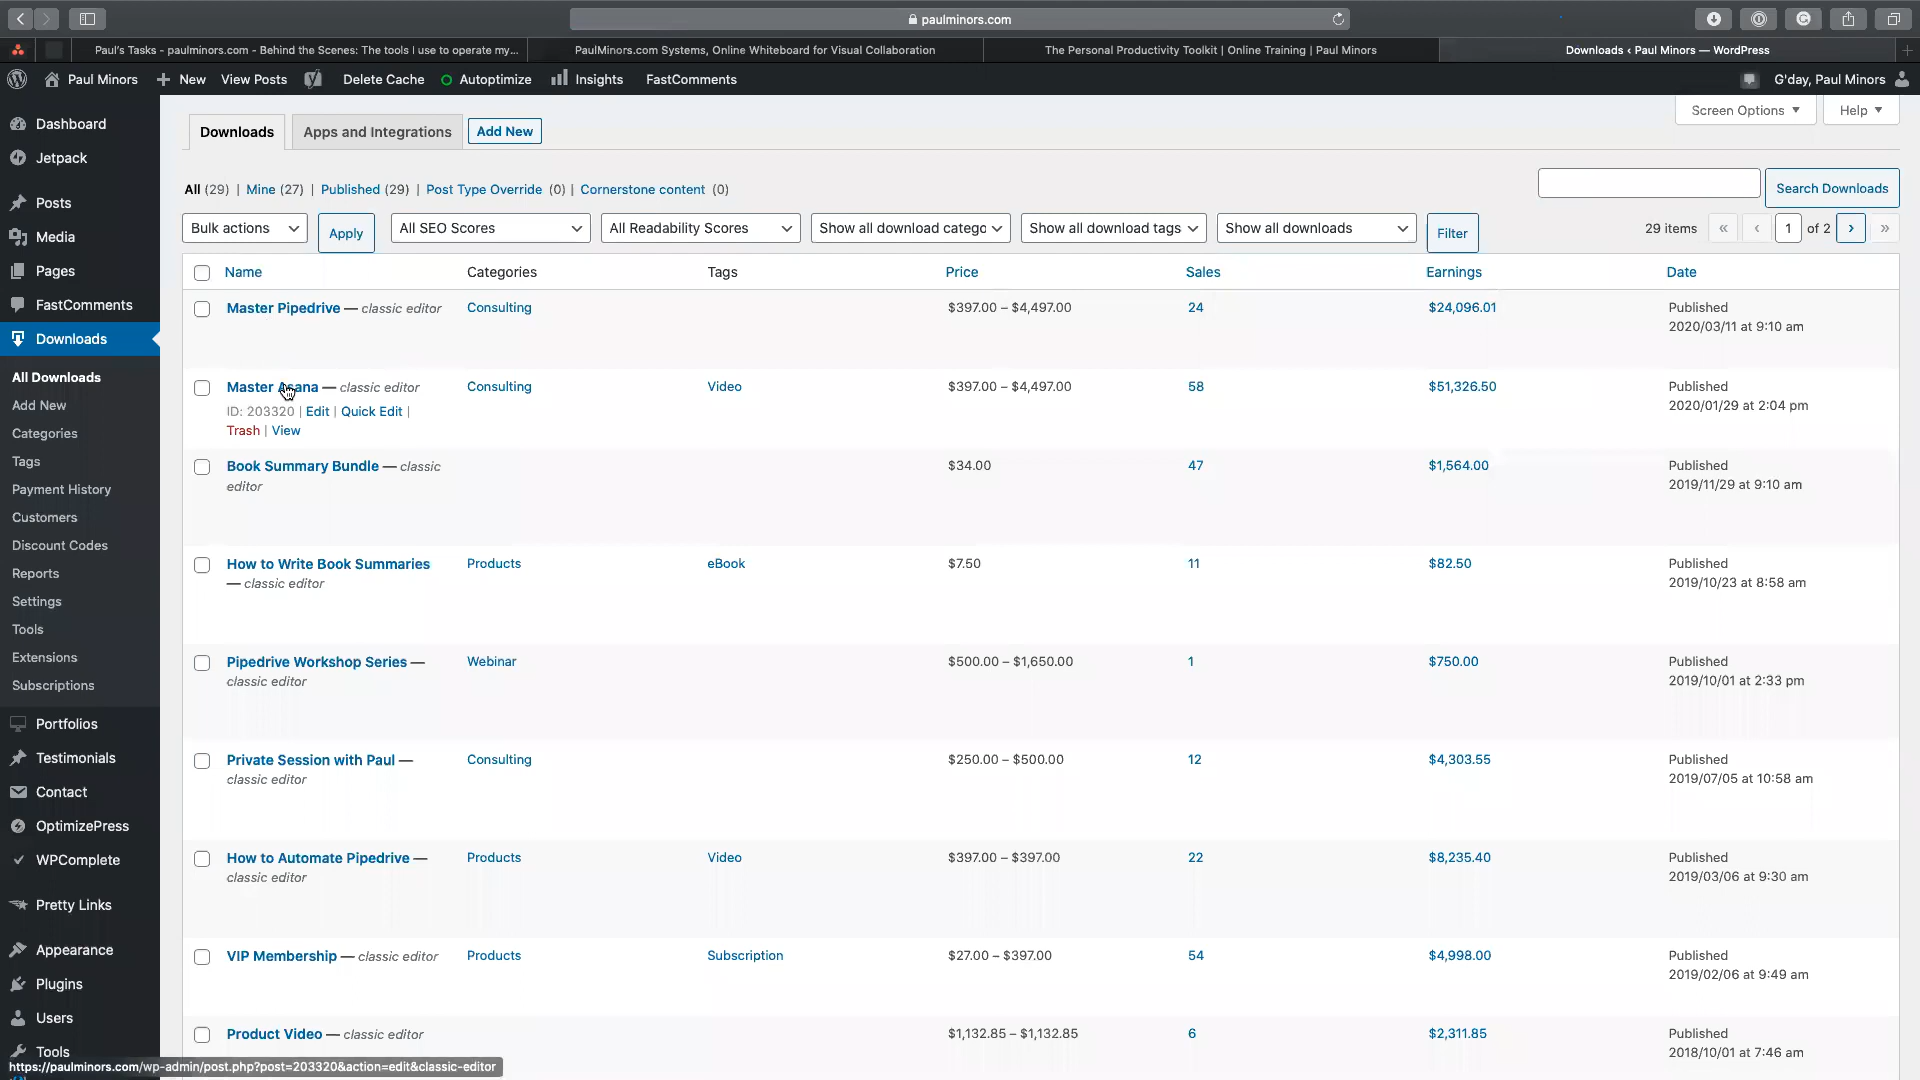 paulminors.com
Paul's Tasks - paulminors.com - Behind the Scenes: The tools I use to operate my...
PaulMinors.com Systems, Online Whiteboard for Visual Collaboration
The Personal Productivity Toolkit | Online Training | Paul Minors
Downloads ‹ Paul Minors — WordPress
Paul Minors
New
View Posts
Delete Cache
Autoptimize
Insights
FastComments
G'day, Paul Minors
Dashboard
Jetpack
Posts
Media
Pages
FastComments
Downloads
All Downloads
Add New
Categories
Tags
Payment History
Customers
Discount Codes
Reports
Settings
Tools
Extensions
Subscriptions
Portfolios
Testimonials
Contact
OptimizePress
WPComplete
Pretty Links
Appearance
Plugins
Users
Tools
Screen Options
Help
Downloads
Apps and Integrations
Add New
All (29) | Mine (27) | Published (29) | Post Type Override (0) | Cornerstone content (0)
Search Downloads
Bulk actions
Apply
All SEO Scores
All Readability Scores
Show all download catego
Show all download tags
Show all downloads
Filter
29 items « ‹ 1 of 2 › »
Name Categories Tags Price Sales Earnings Date
Master Pipedrive — classic editor Consulting $397.00 – $4,497.00 24 $24,096.01 Published
2020/03/11 at 9:10 am
Master Asana — classic editor Consulting Video $397.00 – $4,497.00 58 $51,326.50 Published
2020/01/29 at 2:04 pm
ID: 203320 | Edit | Quick Edit |
Trash | View
Book Summary Bundle — classic $34.00 47 $1,564.00 Published
editor 2019/11/29 at 9:10 am
How to Write Book Summaries Products eBook $7.50 11 $82.50 Published
— classic editor 2019/10/23 at 8:58 am
Pipedrive Workshop Series — Webinar $500.00 – $1,650.00 1 $750.00 Published
classic editor 2019/10/01 at 2:33 pm
Private Session with Paul — Consulting $250.00 – $500.00 12 $4,303.55 Published
classic editor 2019/07/05 at 10:58 am
How to Automate Pipedrive — Products Video $397.00 – $397.00 22 $8,235.40 Published
classic editor 2019/03/06 at 9:30 am
VIP Membership — classic editor Products Subscription $27.00 – $397.00 54 $4,998.00 Published
2019/02/06 at 9:49 am
Product Video — classic editor $1,132.85 – $1,132.85 6 $2,311.85 Published
2018/10/01 at 7:46 am
https://paulminors.com/wp-admin/post.php?post=203320&action=edit&classic-editor